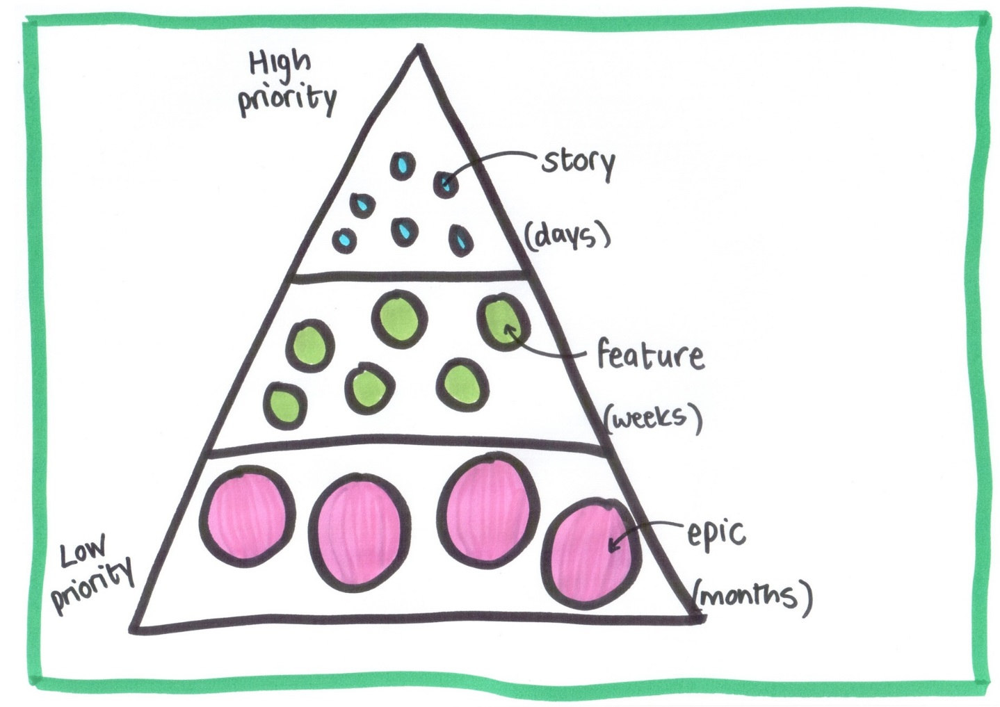 High
priority
story
(days)
feature
(weeks)
epic
Low
priority
(months)